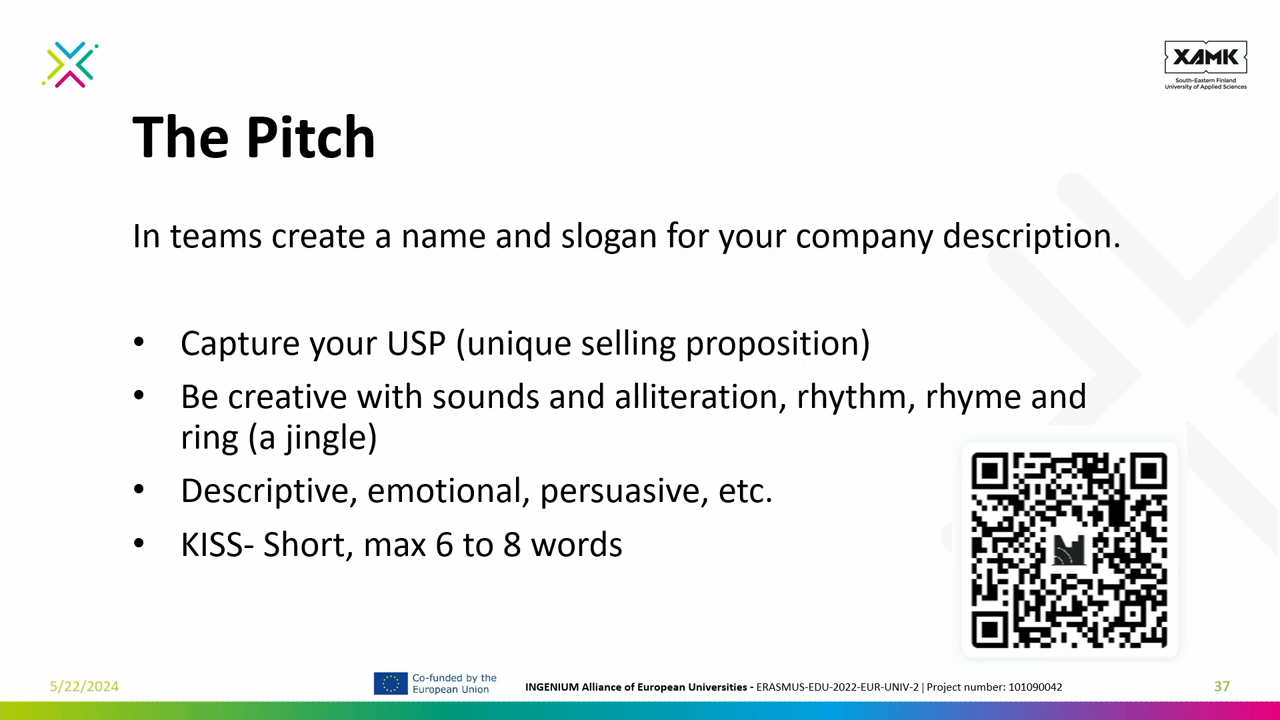 XAMK
South-Eastern Finland
University of Applied Sciences
The Pitch
In teams create a name and slogan for your company description.
• Capture your USP (unique selling proposition)
• Be creative with sounds and alliteration, rhythm, rhyme and
ring (a jingle)
• Descriptive, emotional, persuasive, etc.
• KISS- Short, max 6 to 8 words
5/22/2024
Co-funded by the
European Union
INGENIUM Alliance of European Universities - ERASMUS-EDU-2022-EUR-UNIV-2 | Project number: 101090042
37